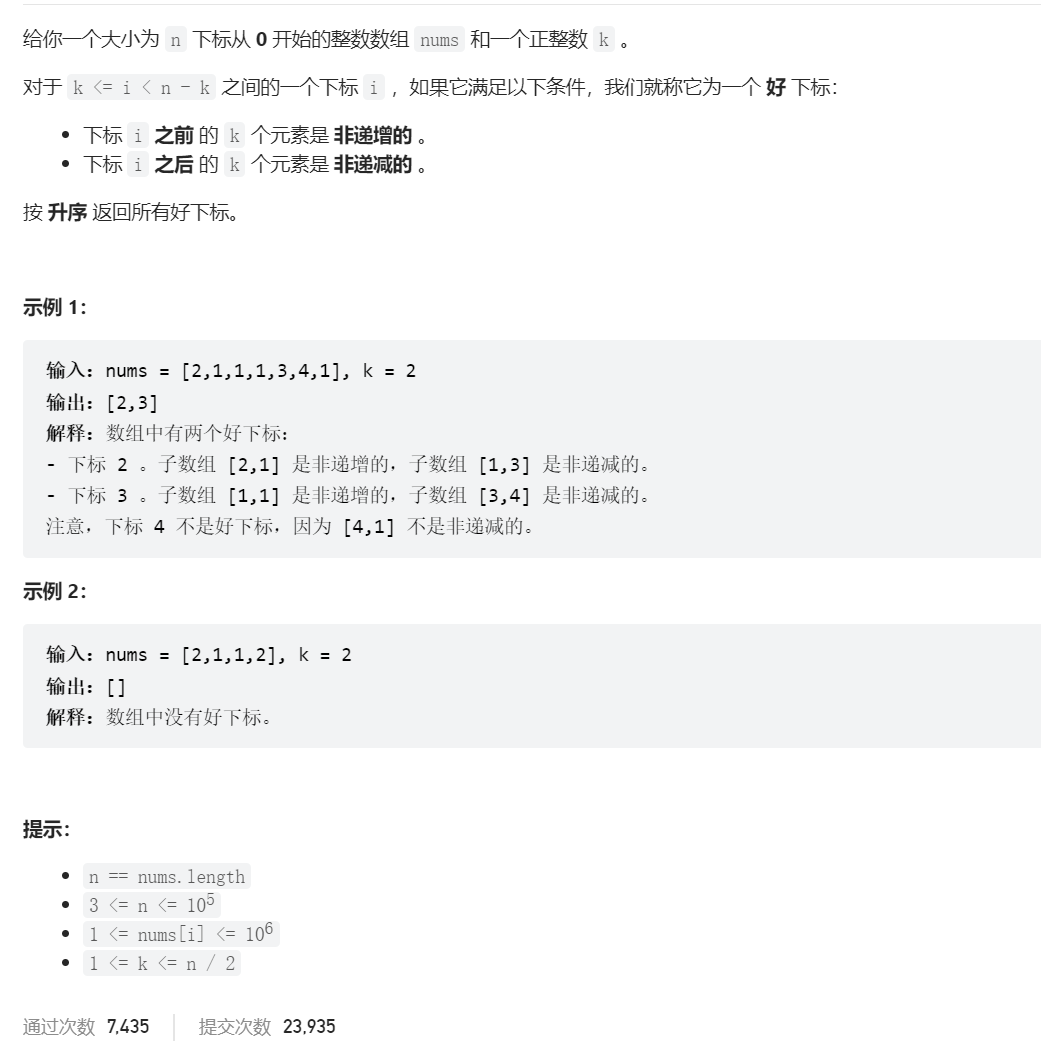 给你一个大小为 n 下标从 0 开始的整数数组 nums 和一个正整数 k 。
对于 k <= i < n - k 之间的一个下标 i ，如果它满足以下条件，我们就称它为一个 好 下标：
下标 i 之前 的 k 个元素是 非递增的 。
下标 i 之后 的 k 个元素是 非递减的 。
按 升序 返回所有好下标。
示例 1：
输入：nums = [2,1,1,1,3,4,1], k = 2
输出：[2,3]
解释：数组中有两个好下标：
- 下标 2 。子数组 [2,1] 是非递增的，子数组 [1,3] 是非递减的。
- 下标 3 。子数组 [1,1] 是非递增的，子数组 [3,4] 是非递减的。
注意，下标 4 不是好下标，因为 [4,1] 不是非递减的。
示例 2：
输入：nums = [2,1,1,2], k = 2
输出：[]
解释：数组中没有好下标。
提示：
n == nums.length
3 <= n <= 10⁵
1 <= nums[i] <= 10⁶
1 <= k <= n / 2
通过次数 7,435 提交次数 23,935